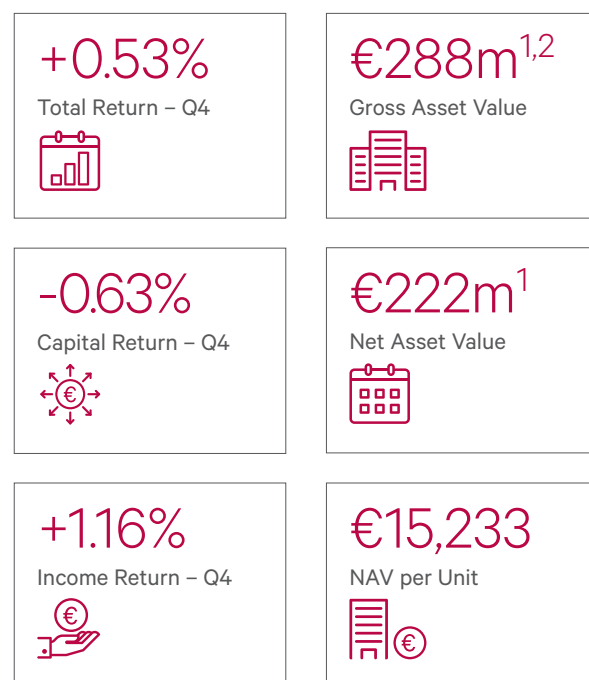 +0.53%
Total Return – Q4
€288m1,2
Gross Asset Value
-0.63%
Capital Return – Q4
€
€222m1
Net Asset Value
+1.16%
Income Return – Q4
€
€15,233
NAV per Unit
€